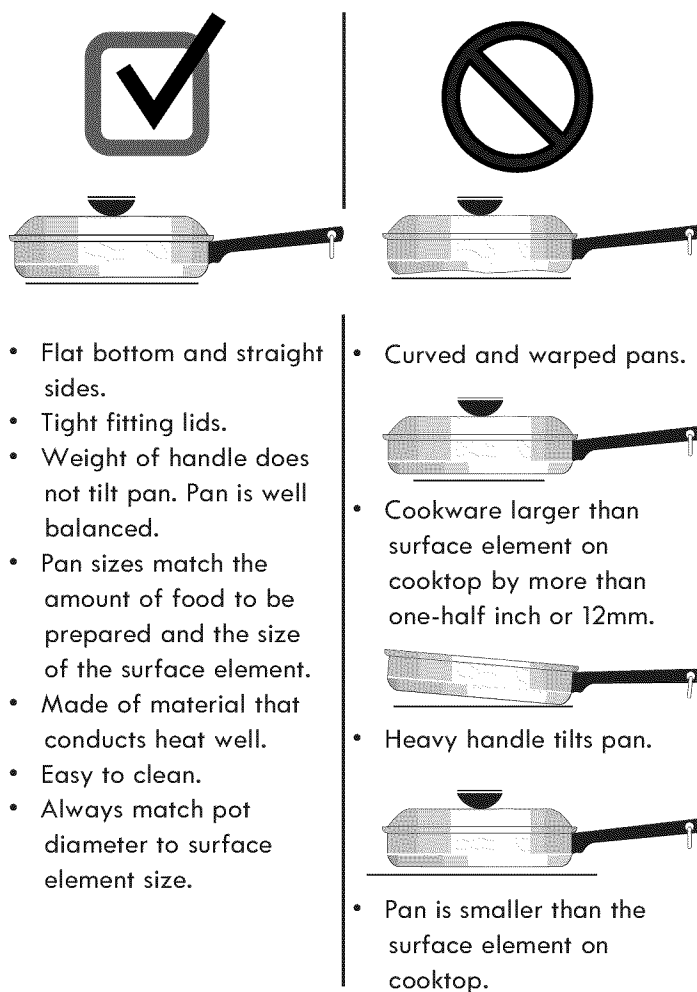 • Flat bottom and straight
sides.
• Tight fitting lids.
• Weight of handle does
not tilt pan. Pan is well
balanced.
• Pan sizes match the
amount of food to be
prepared and the size
of the surface element.
• Made of material that
conducts heat well.
• Easy to clean.
• Always match pot
diameter to surface
element size.
• Curved and warped pans.
• Cookware larger than
surface element on
cooktop by more than
one-half inch or 12mm.
• Heavy handle tilts pan.
• Pan is smaller than the
surface element on
cooktop.